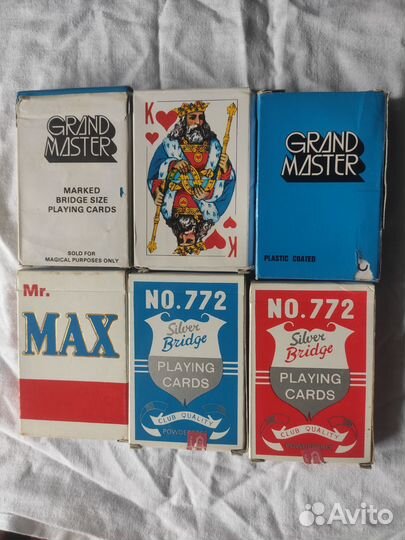 GRAND
MASTER
MARKED
BRIDGE SIZE
PLAYING CARDS
SOLD FOR
MAGICAL PURPOSES ONLY
K
K
GRAND
MASTER
PLASTIC COATED
Mr.
MAX
NO.772
Silver
Bridge
PLAYING
CARDS
CLUB QUALITY
NO.772
Silver
Bridge
PLAYING
CARDS
CLUB QUALITY
Avito